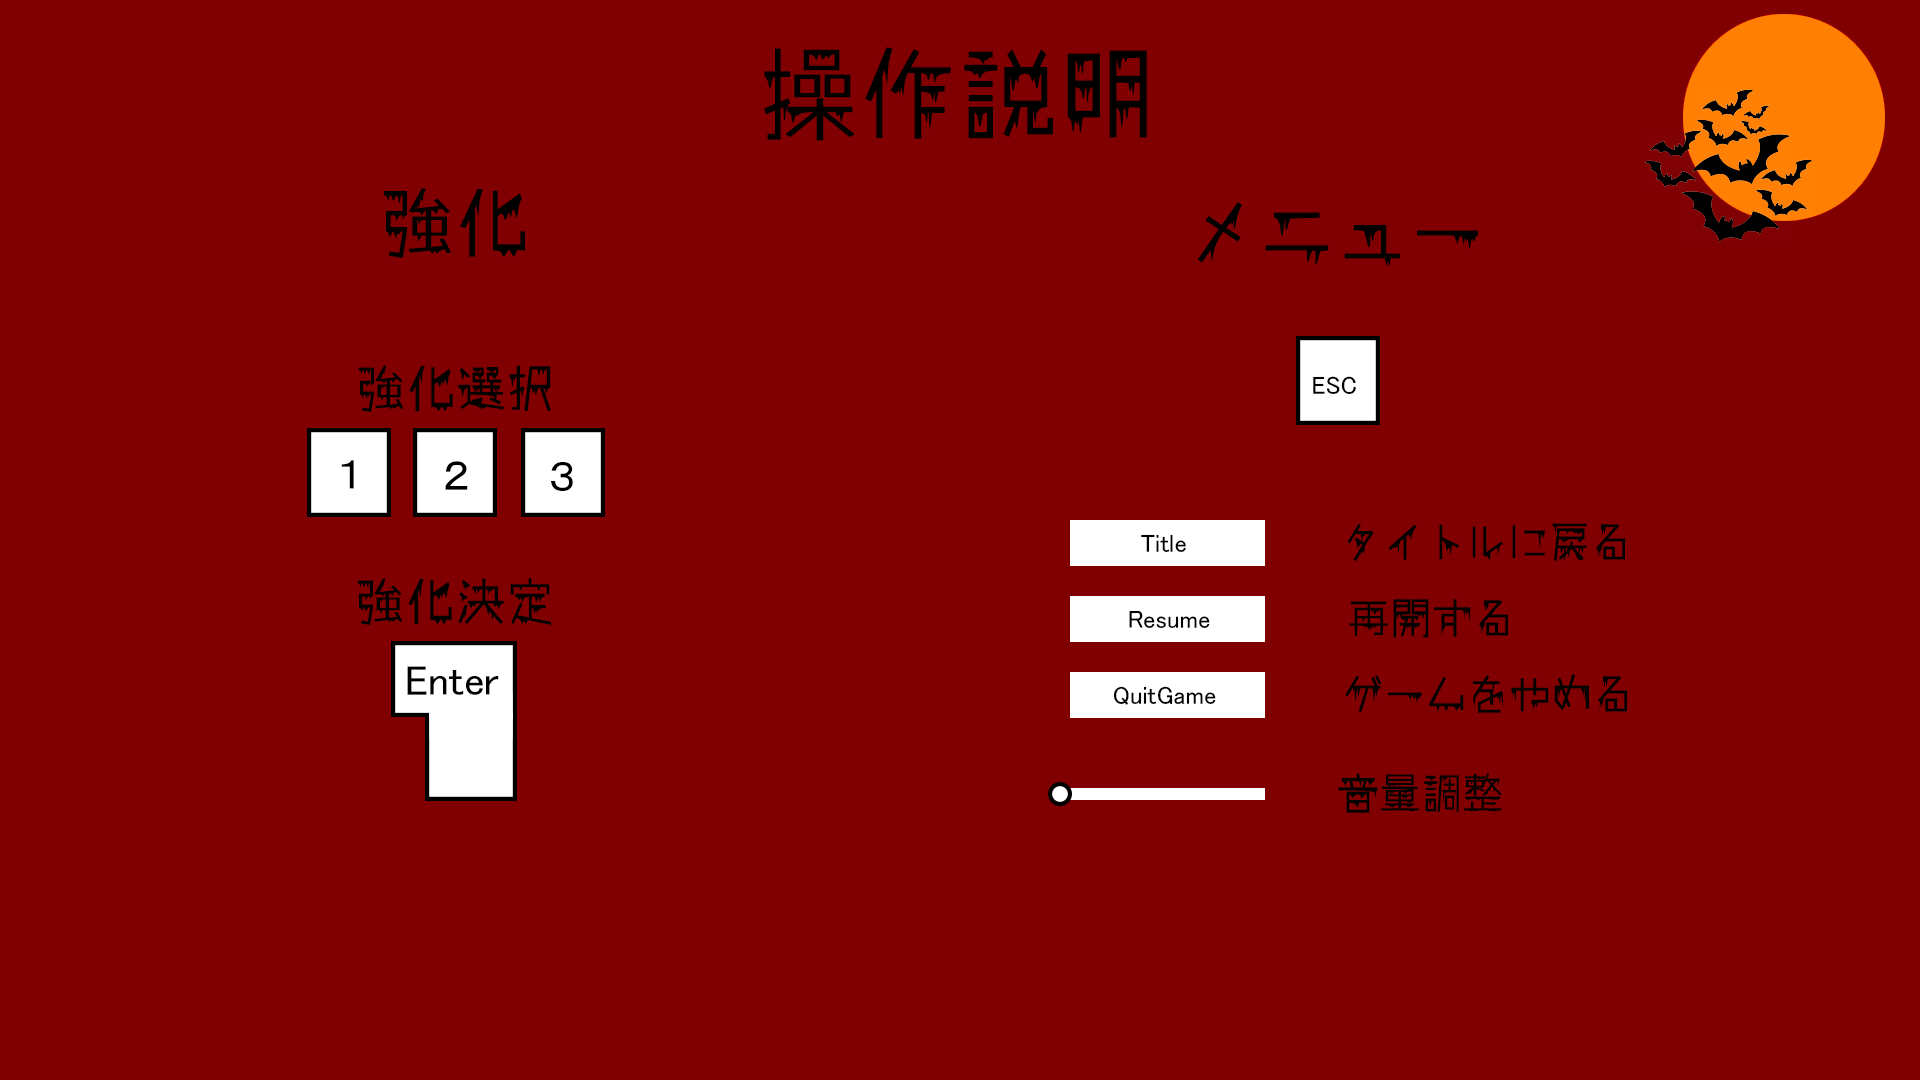 操作説明
強化
強化選択
1 2 3
強化決定
Enter
メニュー
ESC
Title タイトルに戻る
Resume 再開する
QuitGame ゲームをやめる
音量調整